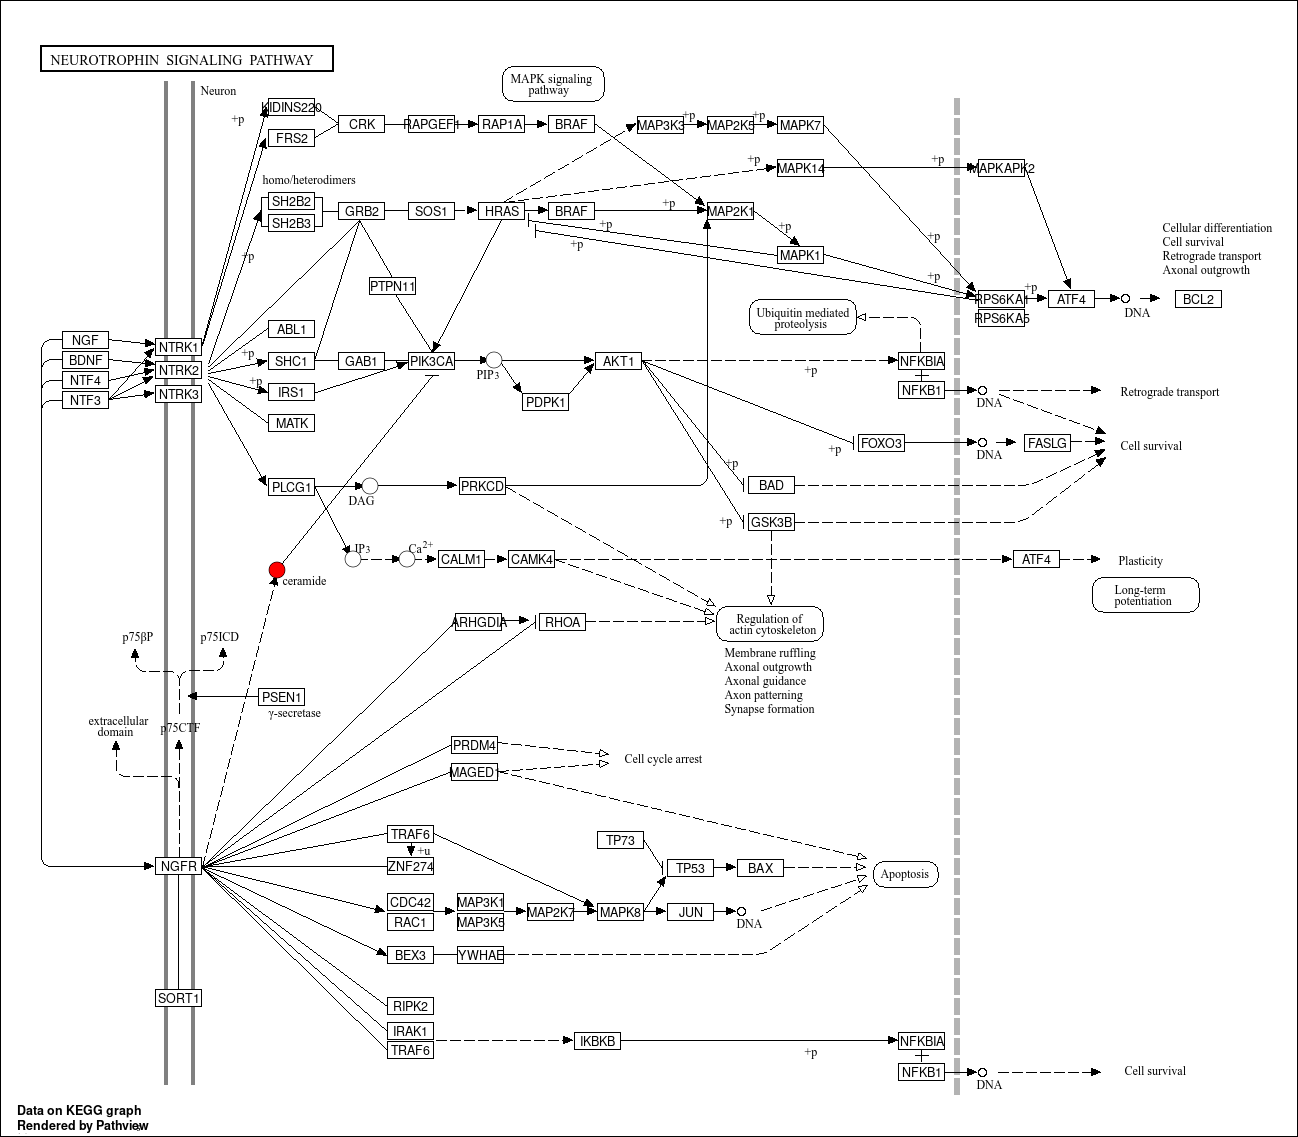 NEUROTROPHIN SIGNALING PATHWAY
MAPK signaling
pathway
Neuron
+p
KIDINS220
FRS2
CRK
RAPGEF1
RAP1A
BRAF
MAP3K3
+p
MAP2K5
+p
MAPK7
+p
MAPK14
+p
MAPKAPK2
homo/heterodimers
SH2B2
SH2B3
GRB2
SOS1
HRAS
BRAF
+p
MAP2K1
+p
+p
+p
MAPK1
+p
+p
+p
PTPN11
RPS6KA1
RPS6KA5
+p
ATF4
DNA
BCL2
Cellular differentiation
Cell survival
Retrograde transport
Axonal outgrowth
Ubiquitin mediated
proteolysis
NGF
BDNF
NTF4
NTF3
NTRK1
NTRK2
NTRK3
ABL1
+p
SHC1
+p
IRS1
MATK
GAB1
PIK3CA
PIP3
PDPK1
AKT1
+p
NFKBIA
NFKB1
DNA
Retrograde transport
+p
FOXO3
DNA
FASLG
Cell survival
PLCG1
DAG
PRKCD
+p
BAD
+p
GSK3B
IP3
Ca2+
CALM1
CAMK4
ATF4
Plasticity
Long-term
potentiation
ceramide
ARHGDIA
RHOA
Regulation of
actin cytoskeleton
Membrane ruffling
Axonal outgrowth
Axonal guidance
Axon patterning
Synapse formation
p75βP
p75ICD
PSEN1
γ-secretase
extracellular
domain
p75CTF
PRDM4
MAGED1
Cell cycle arrest
TRAF6
+u
ZNF274
TP73
TP53
BAX
Apoptosis
NGFR
CDC42
RAC1
MAP3K1
MAP3K5
MAP2K7
MAPK8
JUN
DNA
BEX3
YWHAE
SORT1
RIPK2
IRAK1
TRAF6
IKBKB
+p
NFKBIA
NFKB1
DNA
Cell survival
Data on KEGG graph
Rendered by Pathview